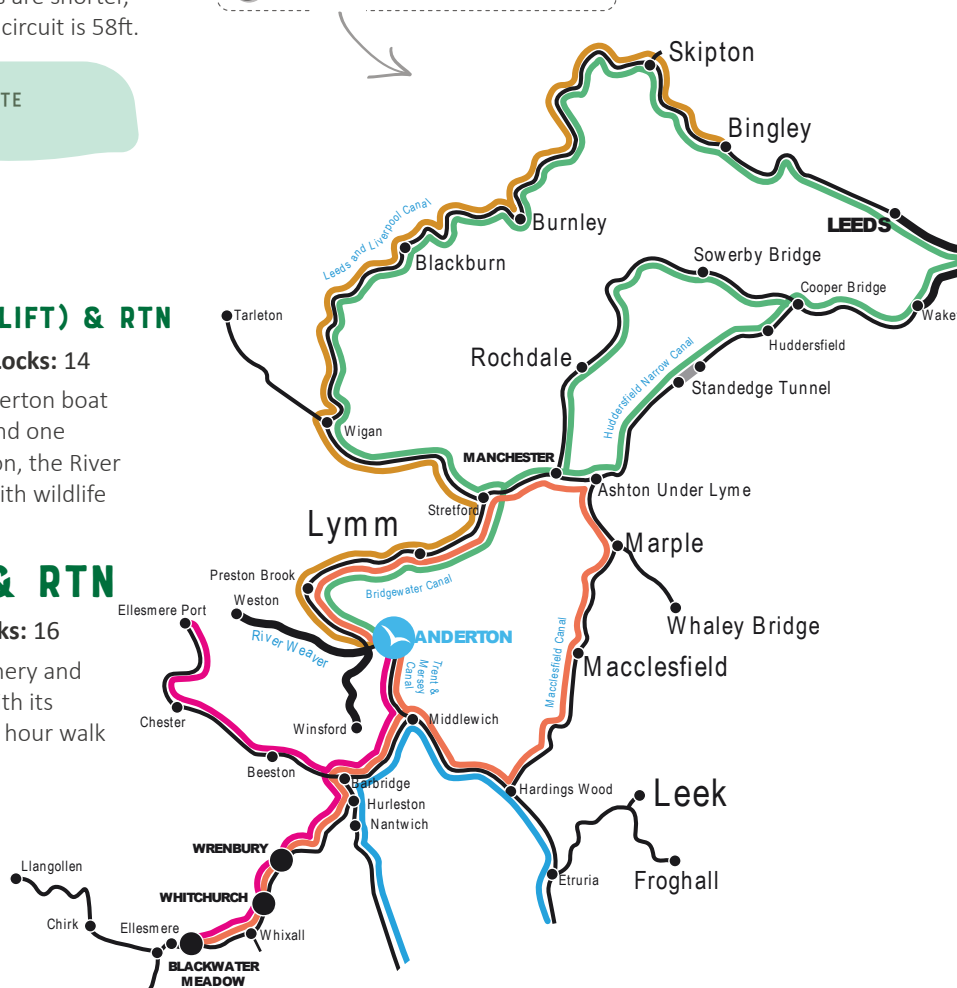 s are shorter,
circuit is 58ft.
TE
LIFT) & RTN
ocks: 14
erton boat
nd one
on, the River
ith wildlife
& RTN
ks: 16
nery and
th its
hour walk
Skipton
Bingley
LEEDS
Burnley
Leeds and Liverpool Canal
Blackburn
Sowerby Bridge
Cooper Bridge
Wakef
Huddersfield
Tarleton
Rochdale
Huddersfield Narrow Canal
Standedge Tunnel
Wigan
MANCHESTER
Ashton Under Lyme
Stretford
Lymm
Marple
Preston Brook
Bridgewater Canal
Weston
Ellesmere Port
River Weaver
ANDERTON
Whaley Bridge
Trent &
Mersey
Canal
Macclesfield Canal
Macclesfield
Chester
Winsford
Middlewich
Beeston
Barbridge
Hardings Wood
Leek
Hurleston
Nantwich
WRENBURY
Etruria
Froghall
Llangollen
WHITCHURCH
Chirk
Ellesmere
Whixall
BLACKWATER
MEADOW